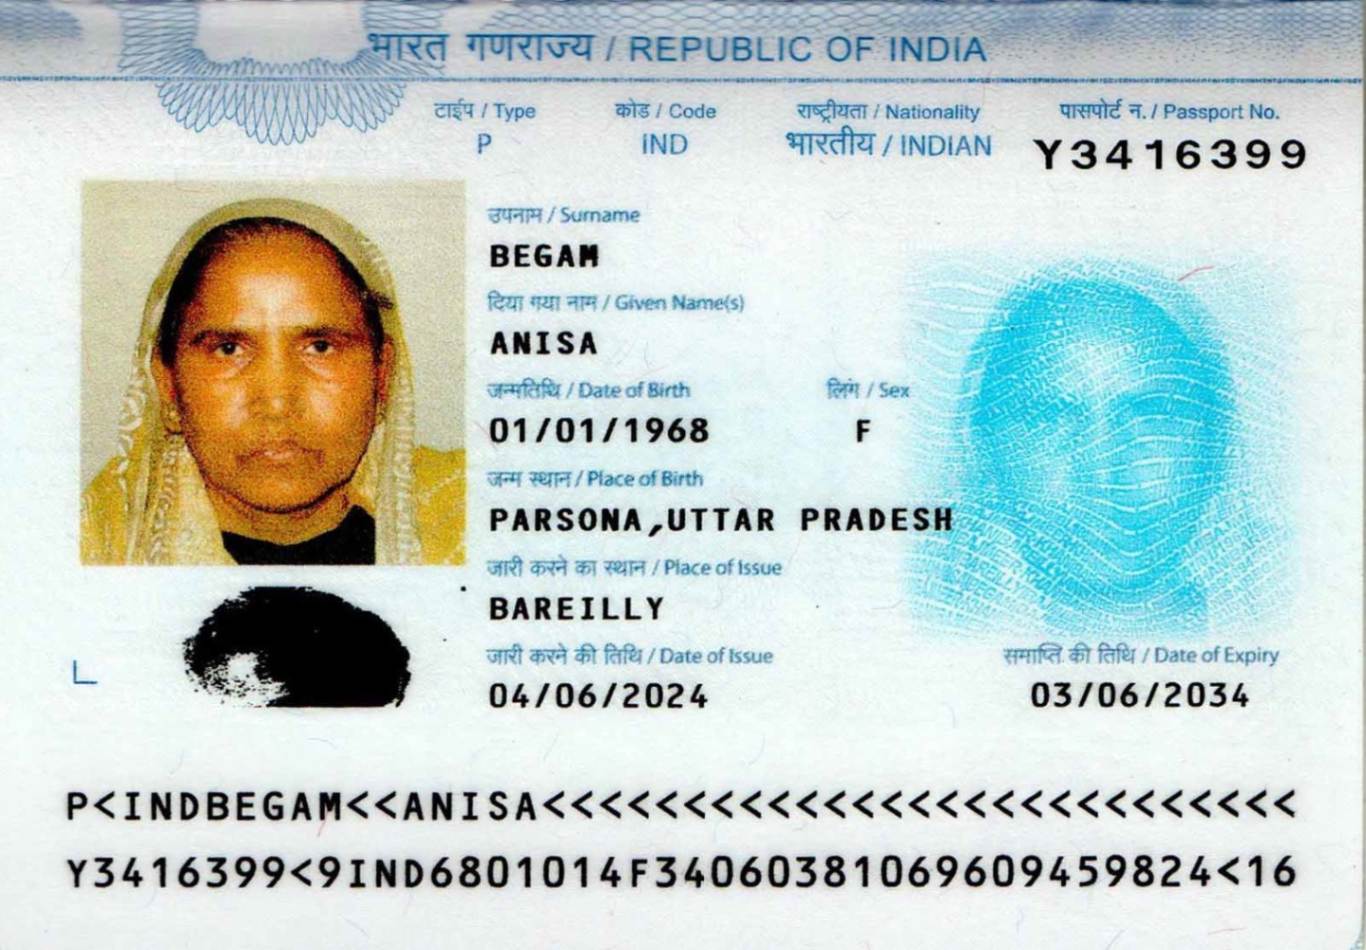 भारत गणराज्य / REPUBLIC OF INDIA
टाईप / Type कोड / Code राष्ट्रीयता / Nationality पासपोर्ट न. / Passport No.
P IND भारतीय / INDIAN Y3416399
उपनाम / Surname
BEGAM
दिया गया नाम / Given Name(s)
ANISA
जन्मतिथि / Date of Birth लिंग / Sex
01/01/1968 F
जन्म स्थान / Place of Birth
PARSONA,UTTAR PRADESH
जारी करने का स्थान / Place of Issue
BAREILLY
जारी करने की तिथि / Date of Issue समाप्ति की तिथि / Date of Expiry
04/06/2024 03/06/2034
P<INDBEGAM<<ANISA<<<<<<<<<<<<<<<<<<<<<<<<<<<
Y3416399<9IND6801014F34060381069609459824<16